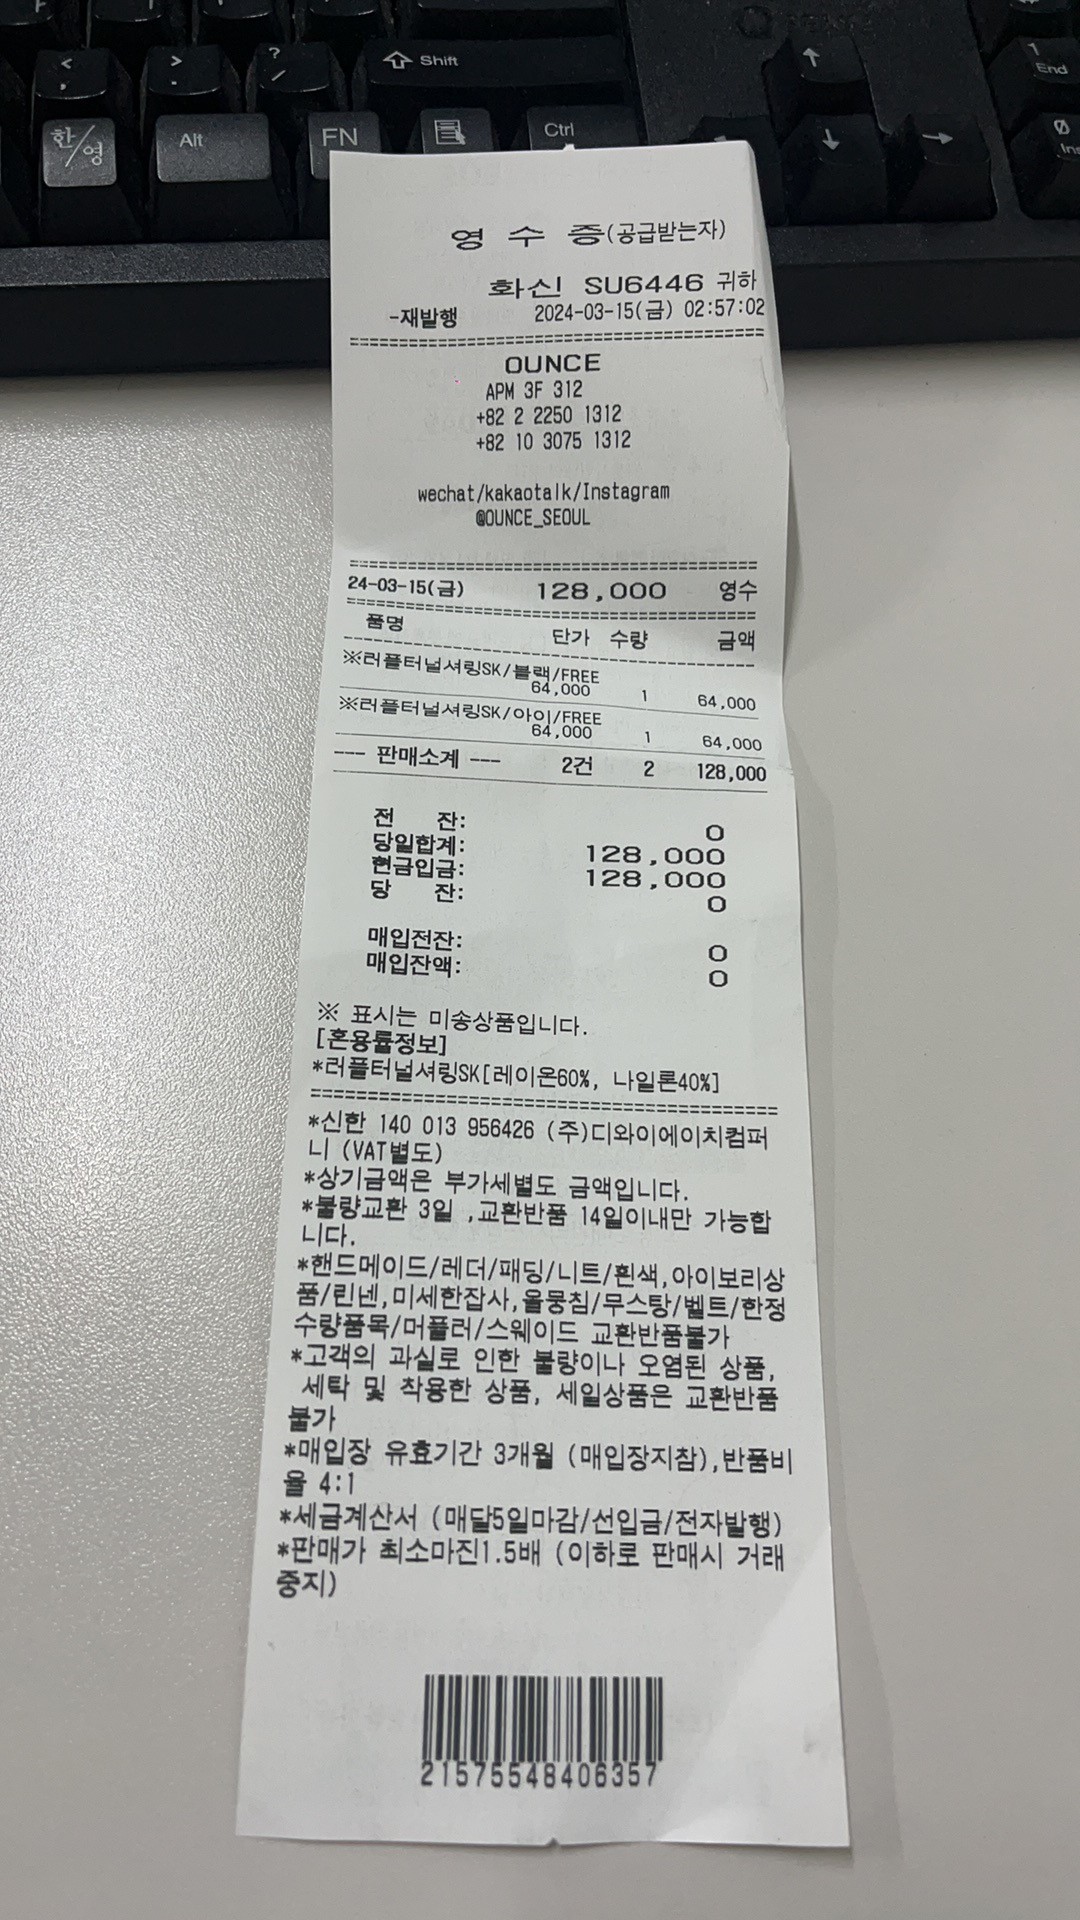 <
,
>
.
?
/
Shift
한/영
Alt
FN
Ctrl
1
End
0
Ins
영 수 증(공급받는자)
화신 SU6446 귀하
-재발행 2024-03-15(금) 02:57:02
OUNCE
APM 3F 312
+82 2 2250 1312
+82 10 3075 1312
wechat/kakaotalk/Instagram
@OUNCE_SEOUL
24-03-15(금) 128,000 영수
품명 단가 수량 금액
※러플터널셔링SK/블랙/FREE
64,000 1 64,000
※러플터널셔링SK/아이/FREE
64,000 1 64,000
--- 판매소계 --- 2건 2 128,000
전 잔: 0
당일합계: 128,000
현금입금: 128,000
당 잔: 0
매입전잔: 0
매입잔액: 0
※ 표시는 미송상품입니다.
[혼용률정보]
*러플터널셔링SK[레이온60%, 나일론40%]
*신한 140 013 956426 (주)디와이에이치컴퍼
니 (VAT별도)
*상기금액은 부가세별도 금액입니다.
*불량교환 3일 ,교환반품 14일이내만 가능합
니다.
*핸드메이드/레더/패딩/니트/흰색,아이보리상
품/린넨,미세한잡사,올뭉침/무스탕/벨트/한정
수량품목/머플러/스웨이드 교환반품불가
*고객의 과실로 인한 불량이나 오염된 상품,
세탁 및 착용한 상품, 세일상품은 교환반품
불가
*매입장 유효기간 3개월 (매입장지참),반품비
율 4:1
*세금계산서 (매달5일마감/선입금/전자발행)
*판매가 최소마진1.5배 (이하로 판매시 거래
중지)
21575548406357